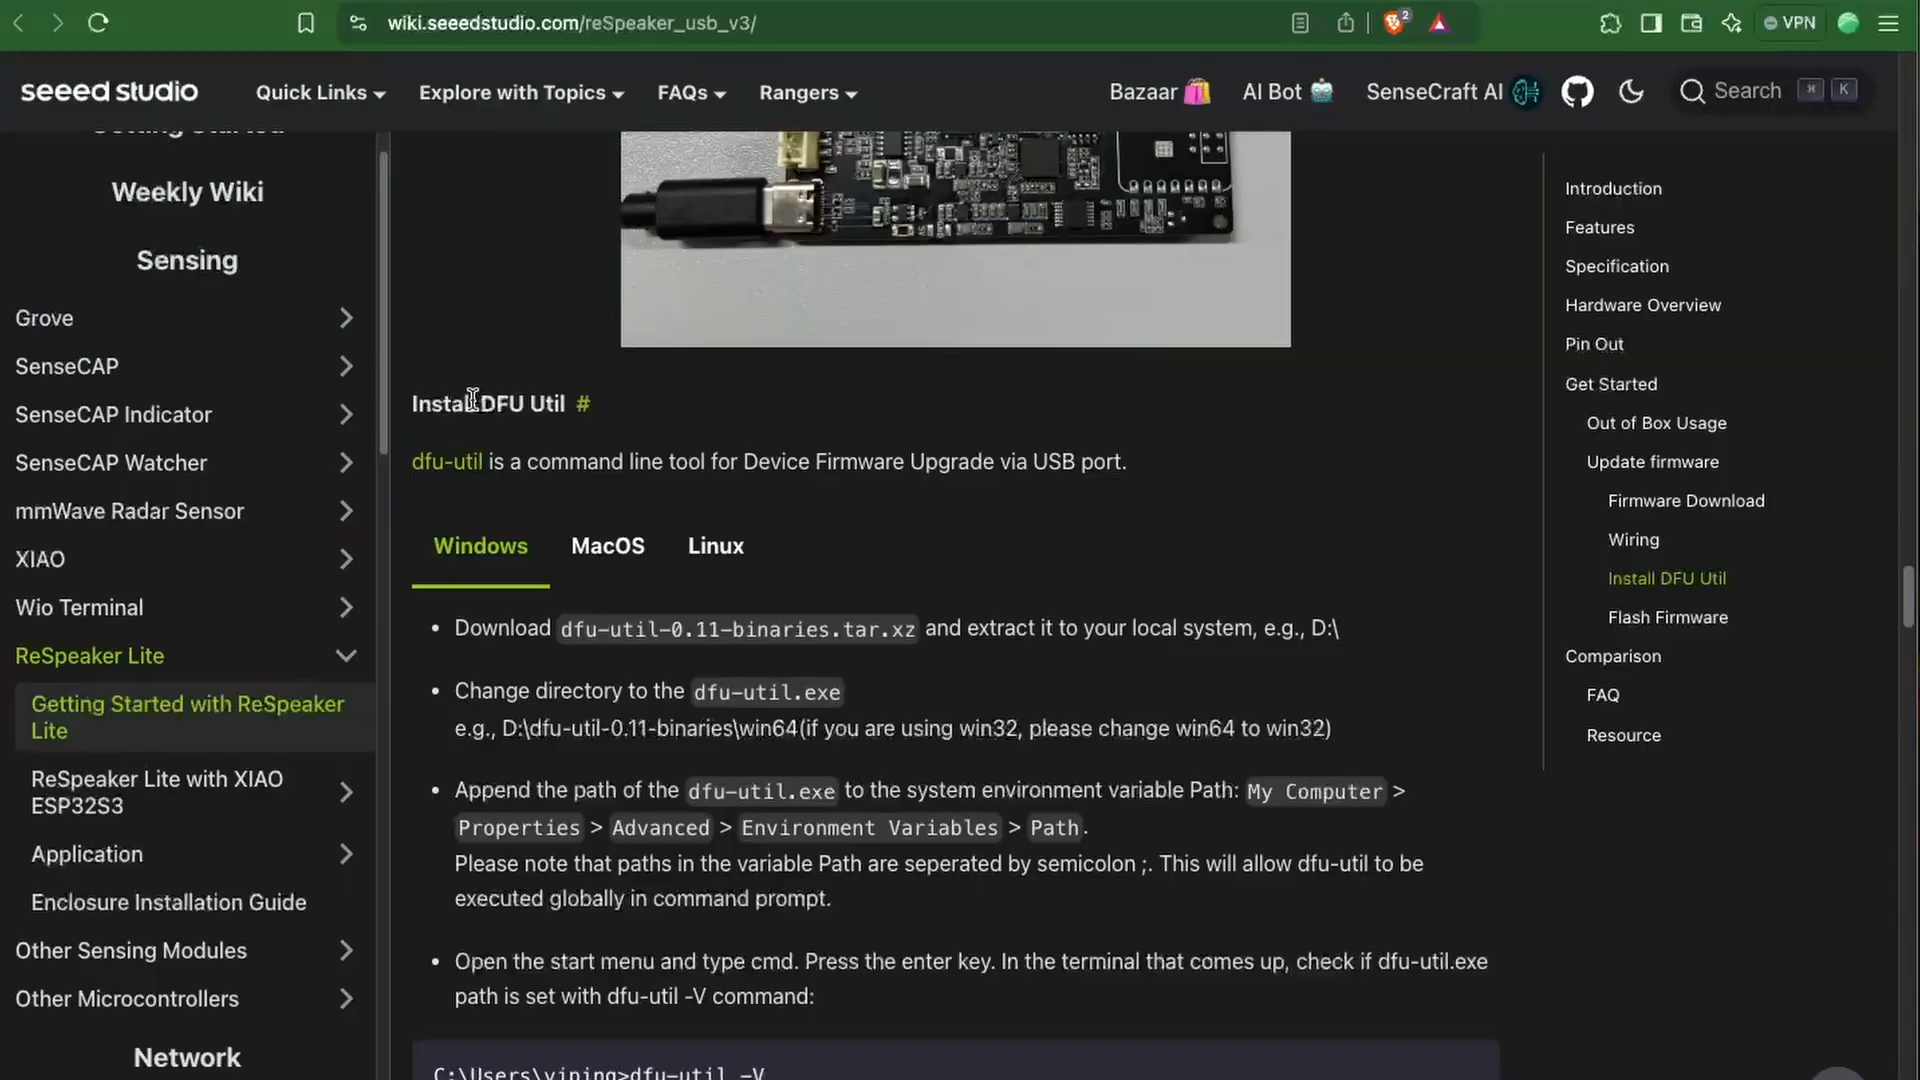 wiki.seeedstudio.com/reSpeaker_usb_v3/
2
VPN
seeed studio
Quick Links
Explore with Topics
FAQs
Rangers
Bazaar
AI Bot
SenseCraft AI
Search
K
Getting Started
Weekly Wiki
Sensing
Grove
SenseCAP
SenseCAP Indicator
SenseCAP Watcher
mmWave Radar Sensor
XIAO
Wio Terminal
ReSpeaker Lite
Getting Started with ReSpeaker
Lite
ReSpeaker Lite with XIAO
ESP32S3
Application
Enclosure Installation Guide
Other Sensing Modules
Other Microcontrollers
Network
Install DFU Util #
dfu-util is a command line tool for Device Firmware Upgrade via USB port.
Windows
MacOS
Linux
• Download dfu-util-0.11-binaries.tar.xz and extract it to your local system, e.g., D:\
• Change directory to the dfu-util.exe
e.g., D:\dfu-util-0.11-binaries\win64(if you are using win32, please change win64 to win32)
• Append the path of the dfu-util.exe to the system environment variable Path: My Computer >
Properties > Advanced > Environment Variables > Path.
Please note that paths in the variable Path are seperated by semicolon ;. This will allow dfu-util to be
executed globally in command prompt.
• Open the start menu and type cmd. Press the enter key. In the terminal that comes up, check if dfu-util.exe
path is set with dfu-util -V command:
C:\Users\yiping>dfu-util -V
Introduction
Features
Specification
Hardware Overview
Pin Out
Get Started
Out of Box Usage
Update firmware
Firmware Download
Wiring
Install DFU Util
Flash Firmware
Comparison
FAQ
Resource